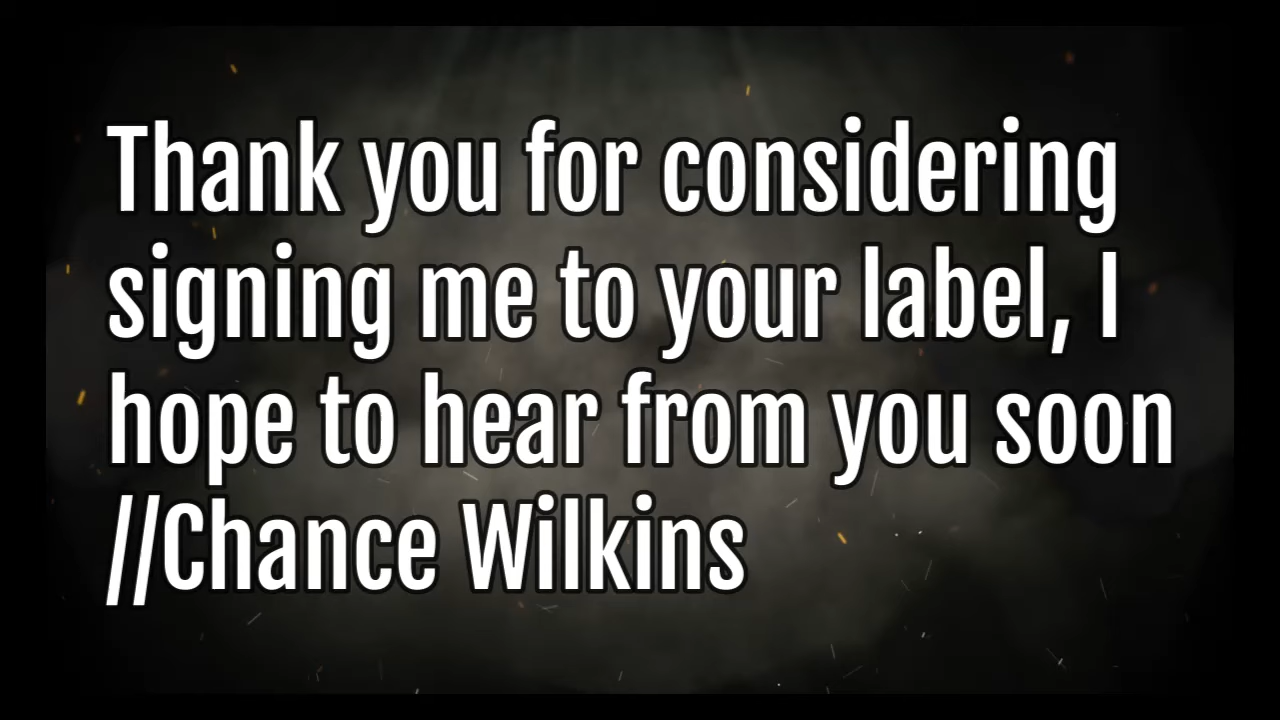 Thank you for considering
signing me to your label, I
hope to hear from you soon
//Chance Wilkins